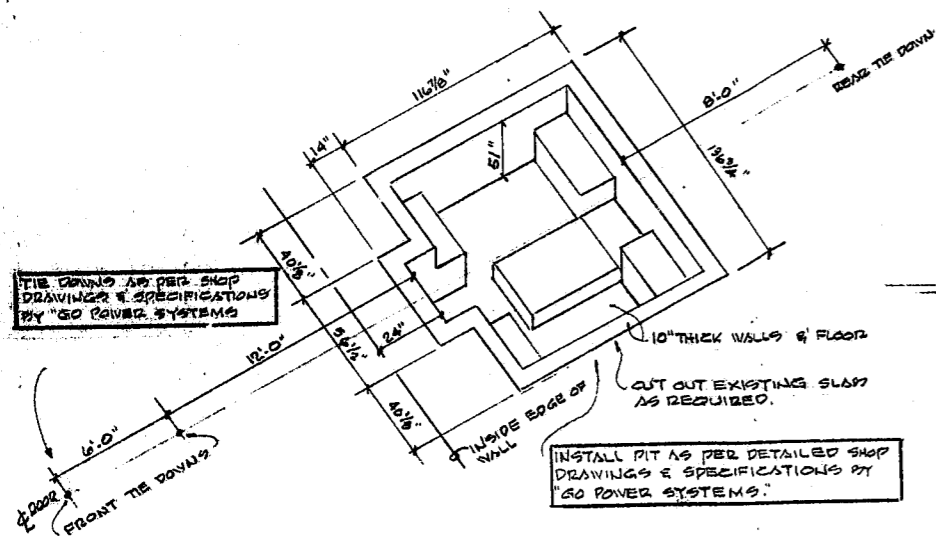 116 7/8"
14"
8'-0"
REAR TIE DOWN
51"
136 3/4"
40 1/8"
TIE DOWNS AS PER SHOP
DRAWINGS & SPECIFICATIONS
BY "GO POWER SYSTEMS
12'-0"
56 1/2"
24"
10" THICK WALLS & FLOOR
CUT OUT EXISTING SLAB
AS REQUIRED.
40 1/8"
INSIDE EDGE OF
WALL
6'-0"
FRONT TIE DOWNS
INSTALL PIT AS PER DETAILED SHOP
DRAWINGS & SPECIFICATIONS BY
"GO POWER SYSTEMS."
℄ DOOR